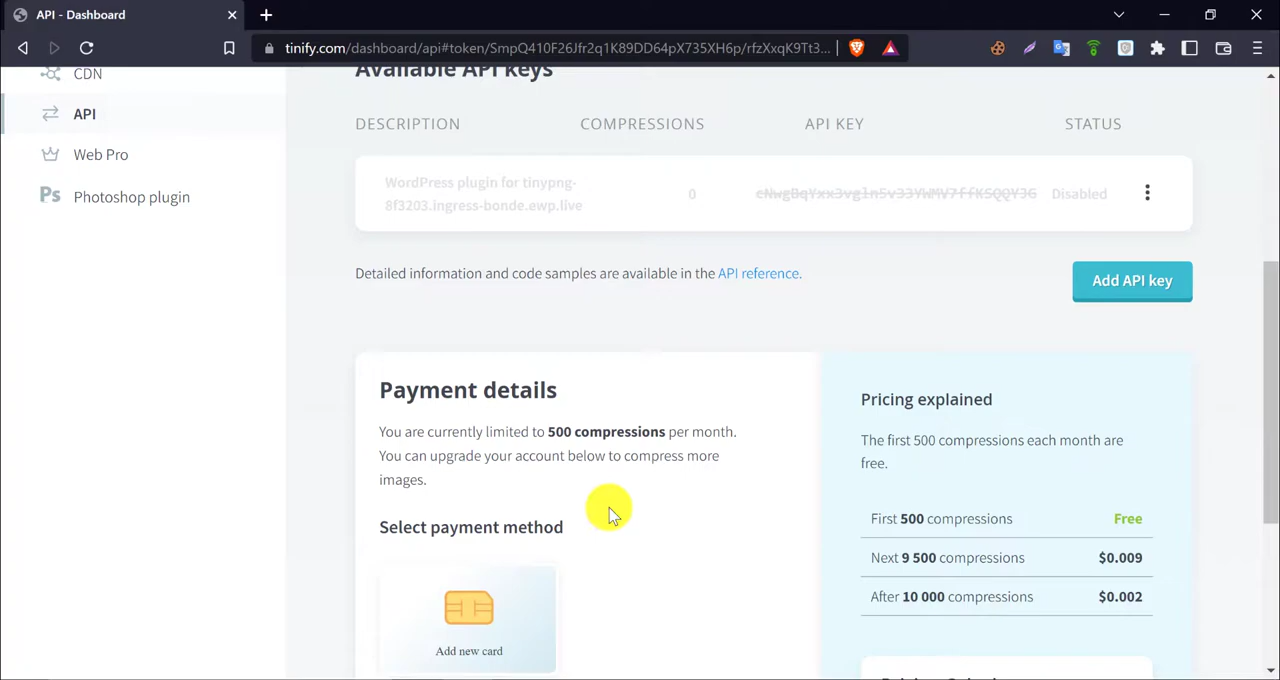 API - Dashboard
tinify.com/dashboard/api#token/SmpQ410F26Jfr2q1K89DD64pX735XH6p/rfzXxqK9Tt3...
Available API keys
CDN
API
Web Pro
Ps Photoshop plugin
DESCRIPTION COMPRESSIONS API KEY STATUS
WordPress plugin for tinypng-
8f3203.ingress-bonde.ewp.live
0 cNwgBqYxx3vgln5v33YWMV7ffKSQQYJG Disabled
Detailed information and code samples are available in the API reference.
Add API key
Payment details
You are currently limited to 500 compressions per month.
You can upgrade your account below to compress more
images.
Select payment method
Add new card
Pricing explained
The first 500 compressions each month are
free.
First 500 compressions Free
Next 9 500 compressions $0.009
After 10 000 compressions $0.002